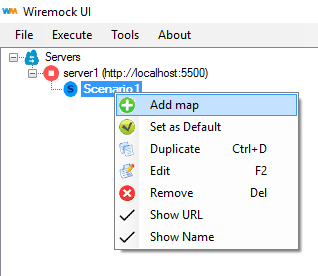 Wiremock UI
File Execute Tools About
Servers
server1 (http://localhost:5500)
S Scenario1
Add map
Set as Default
Duplicate Ctrl+D
Edit F2
Remove Del
Show URL
Show Name